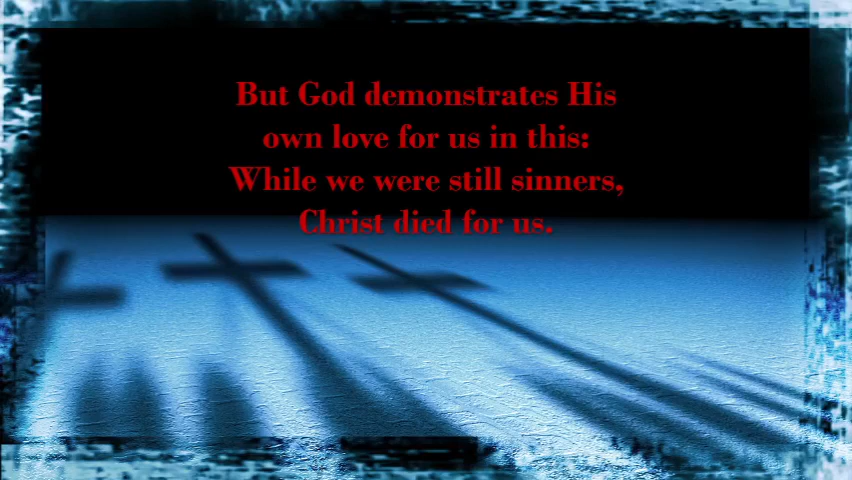 But God demonstrates His
own love for us in this:
While we were still sinners,
Christ died for us.